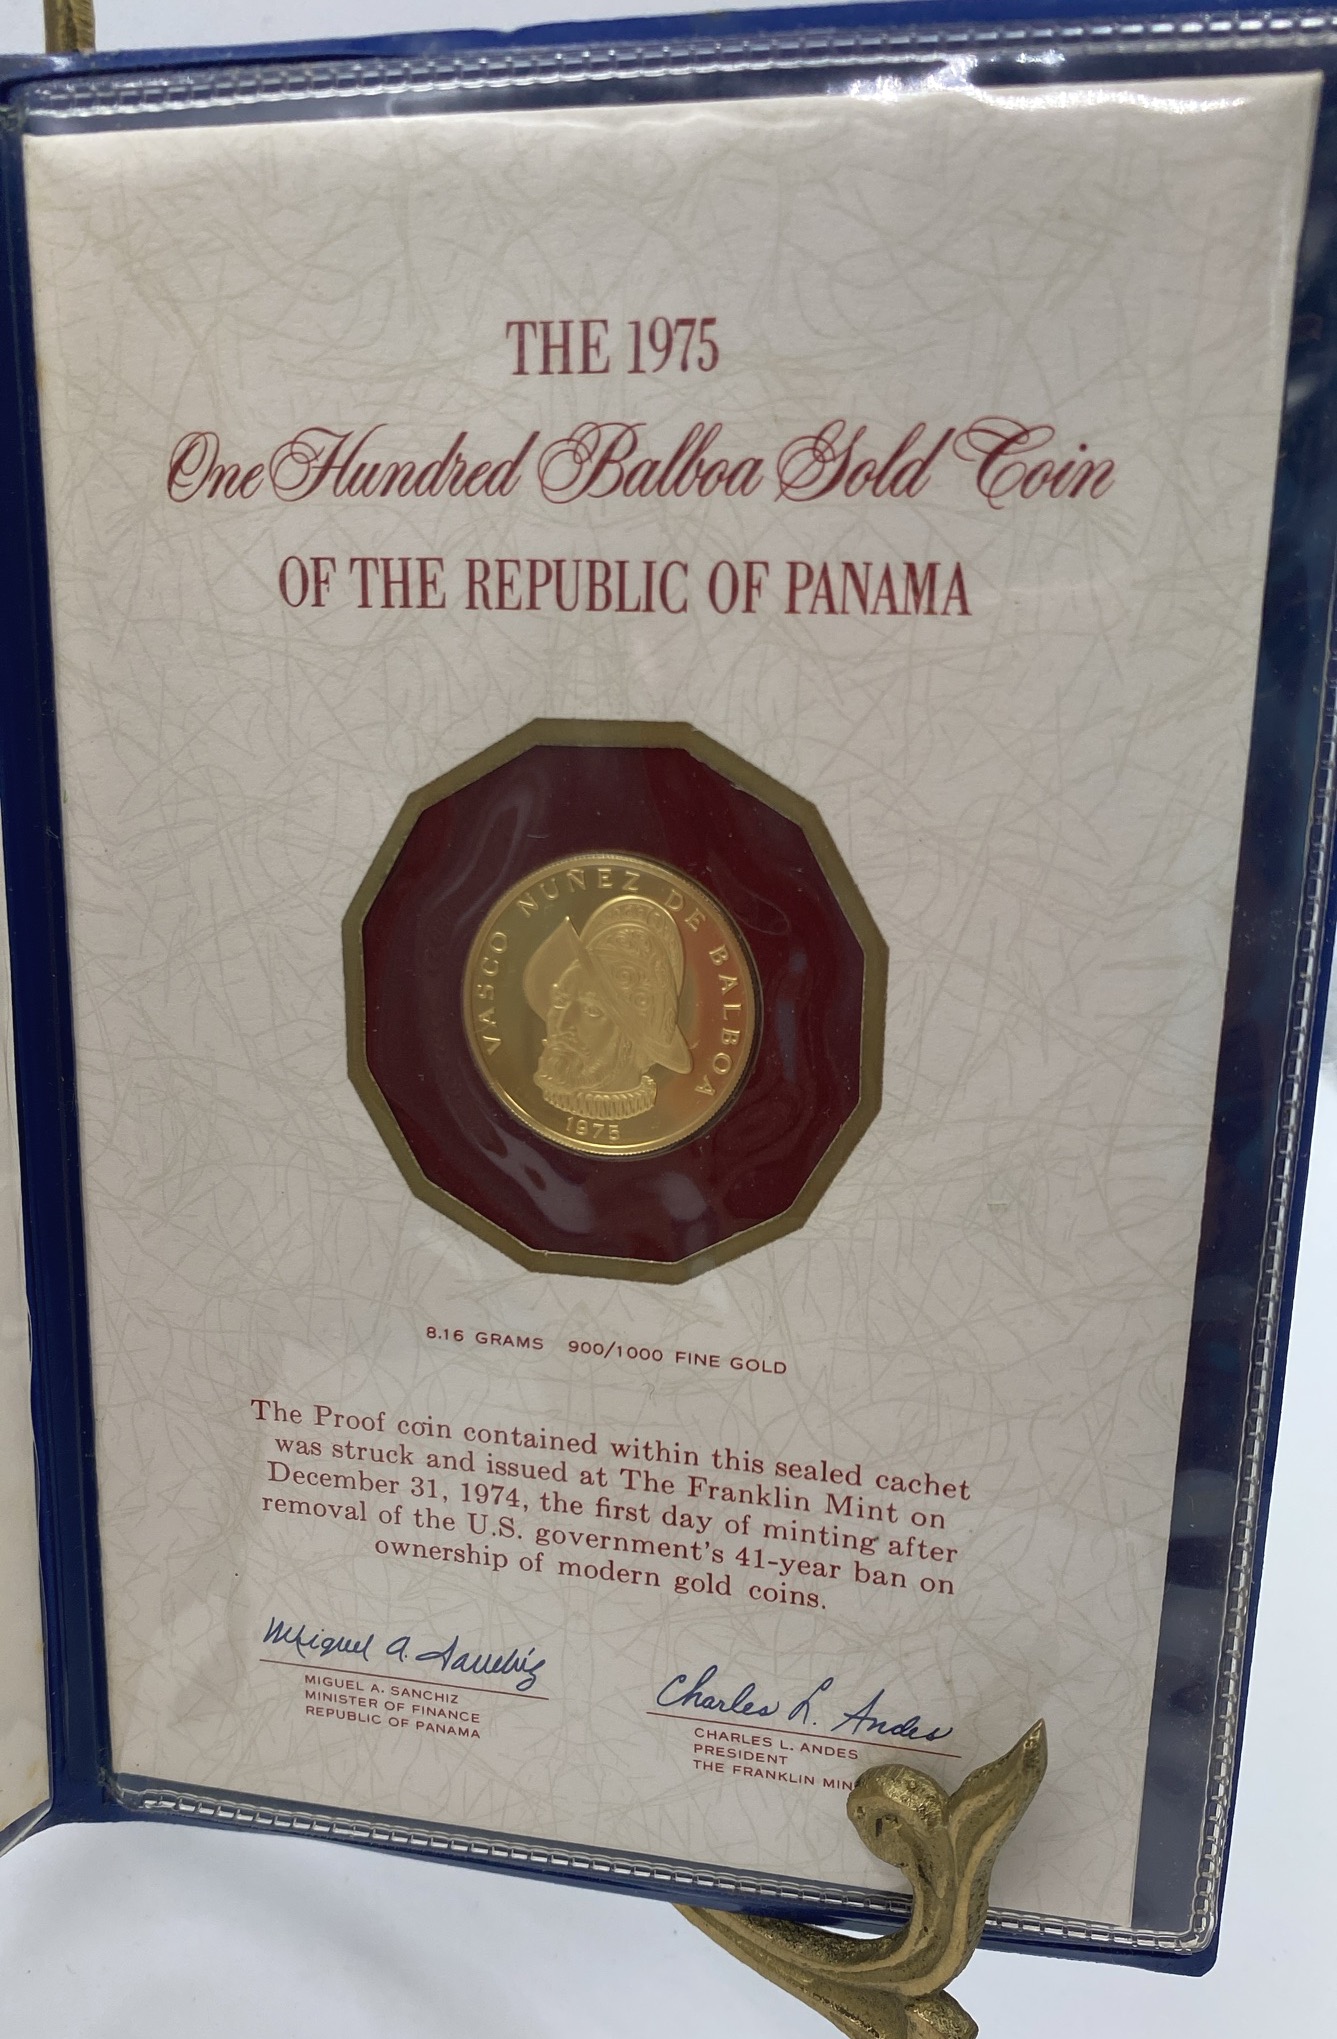 THE 1975
One Hundred Balboa Gold Coin
OF THE REPUBLIC OF PANAMA
VASCO NUÑEZ DE BALBOA
1975
8.16 GRAMS 900/1000 FINE GOLD
The Proof coin contained within this sealed cachet
was struck and issued at The Franklin Mint on
December 31, 1974, the first day of minting after
removal of the U.S. government's 41-year ban on
ownership of modern gold coins.
Miguel A. Sanchiz
MIGUEL A. SANCHIZ
MINISTER OF FINANCE
REPUBLIC OF PANAMA
Charles L. Andes
CHARLES L. ANDES
PRESIDENT
THE FRANKLIN MIN